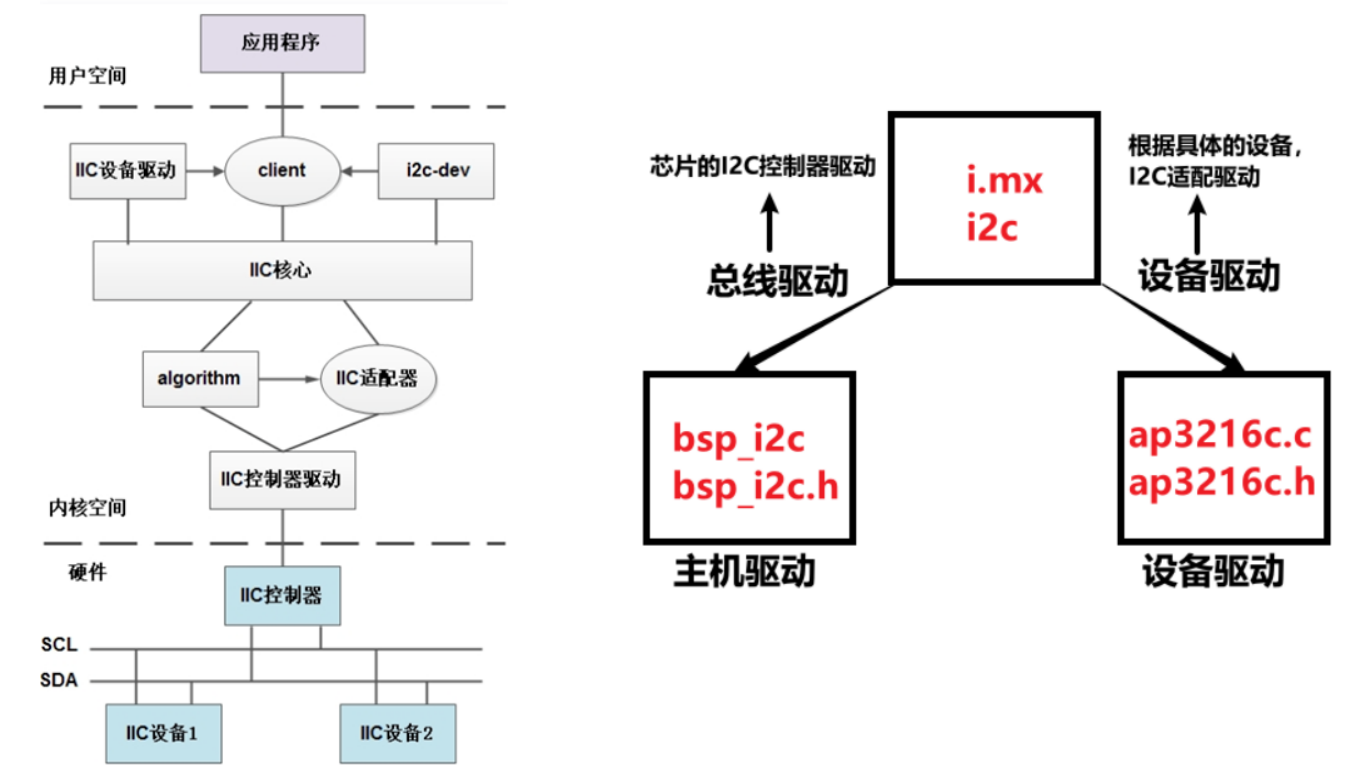 应用程序
用户空间
IIC设备驱动
client
i2c-dev
IIC核心
algorithm
IIC适配器
IIC控制器驱动
内核空间
硬件
IIC控制器
SCL
SDA
IIC设备1
IIC设备2
芯片的I2C控制器驱动
总线驱动
i.mx
i2c
根据具体的设备，
I2C适配驱动
设备驱动
bsp_i2c
bsp_i2c.h
主机驱动
ap3216c.c
ap3216c.h
设备驱动